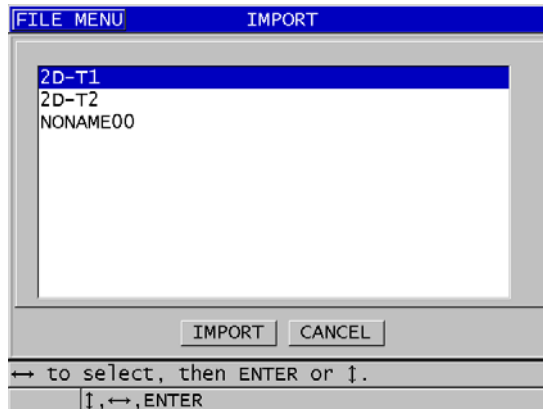 FILE MENU IMPORT
2D-T1
2D-T2
NONAME00
IMPORT CANCEL
↔ to select, then ENTER or ↕.
↕,↔,ENTER